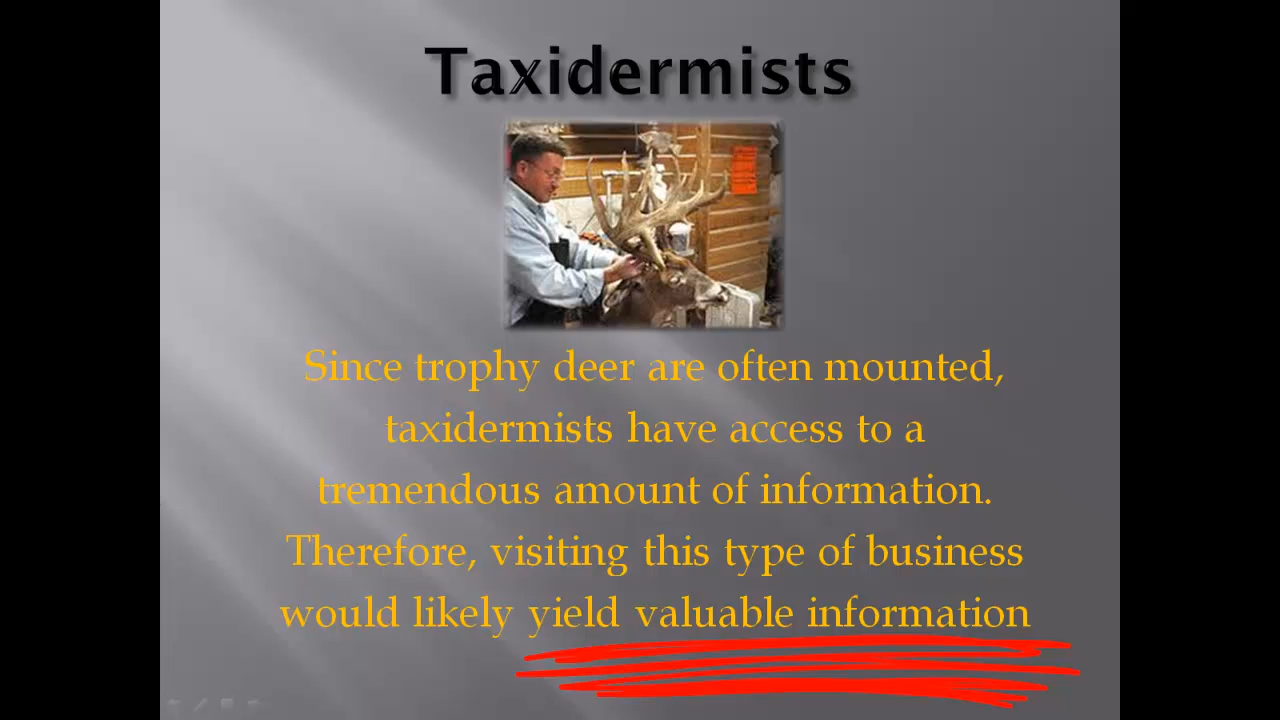 Taxidermists
Since trophy deer are often mounted,
taxidermists have access to a
tremendous amount of information.
Therefore, visiting this type of business
would likely yield valuable information